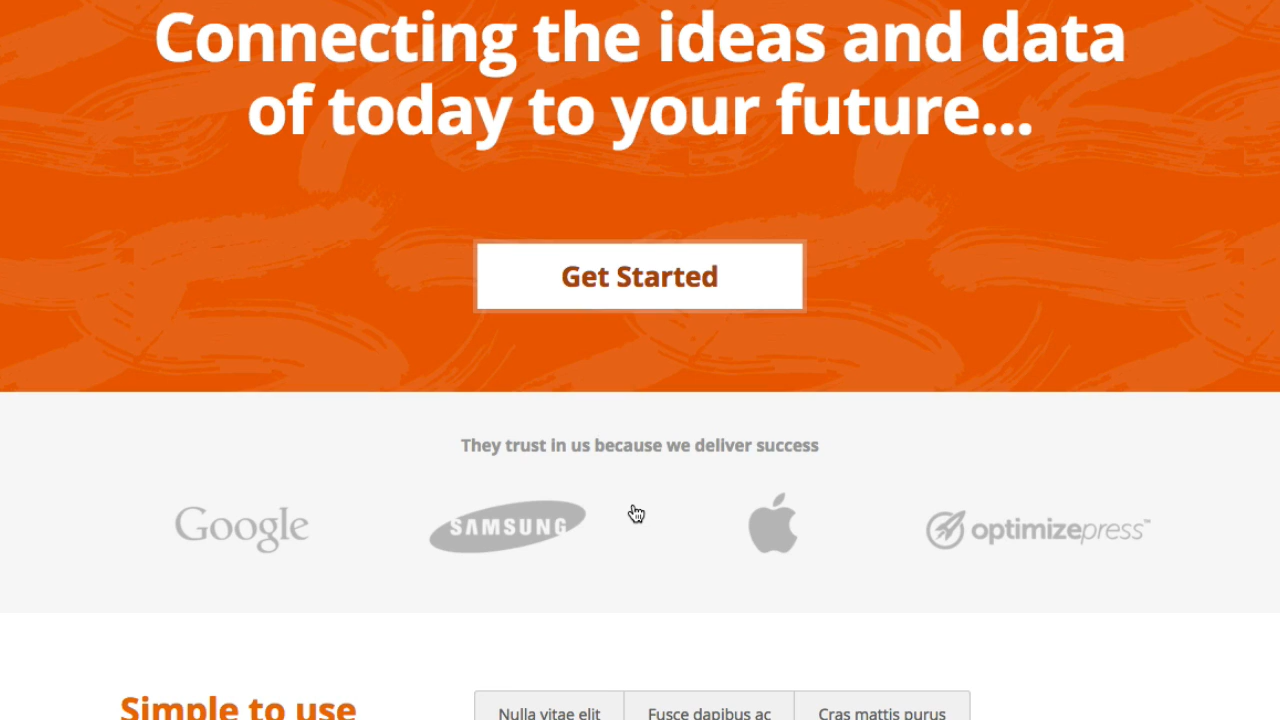 Connecting the ideas and data
of today to your future...
Get Started
They trust in us because we deliver success
Google
SAMSUNG
optimizepress™
Simple to use
Nulla vitae elit
Fusce dapibus ac
Cras mattis purus